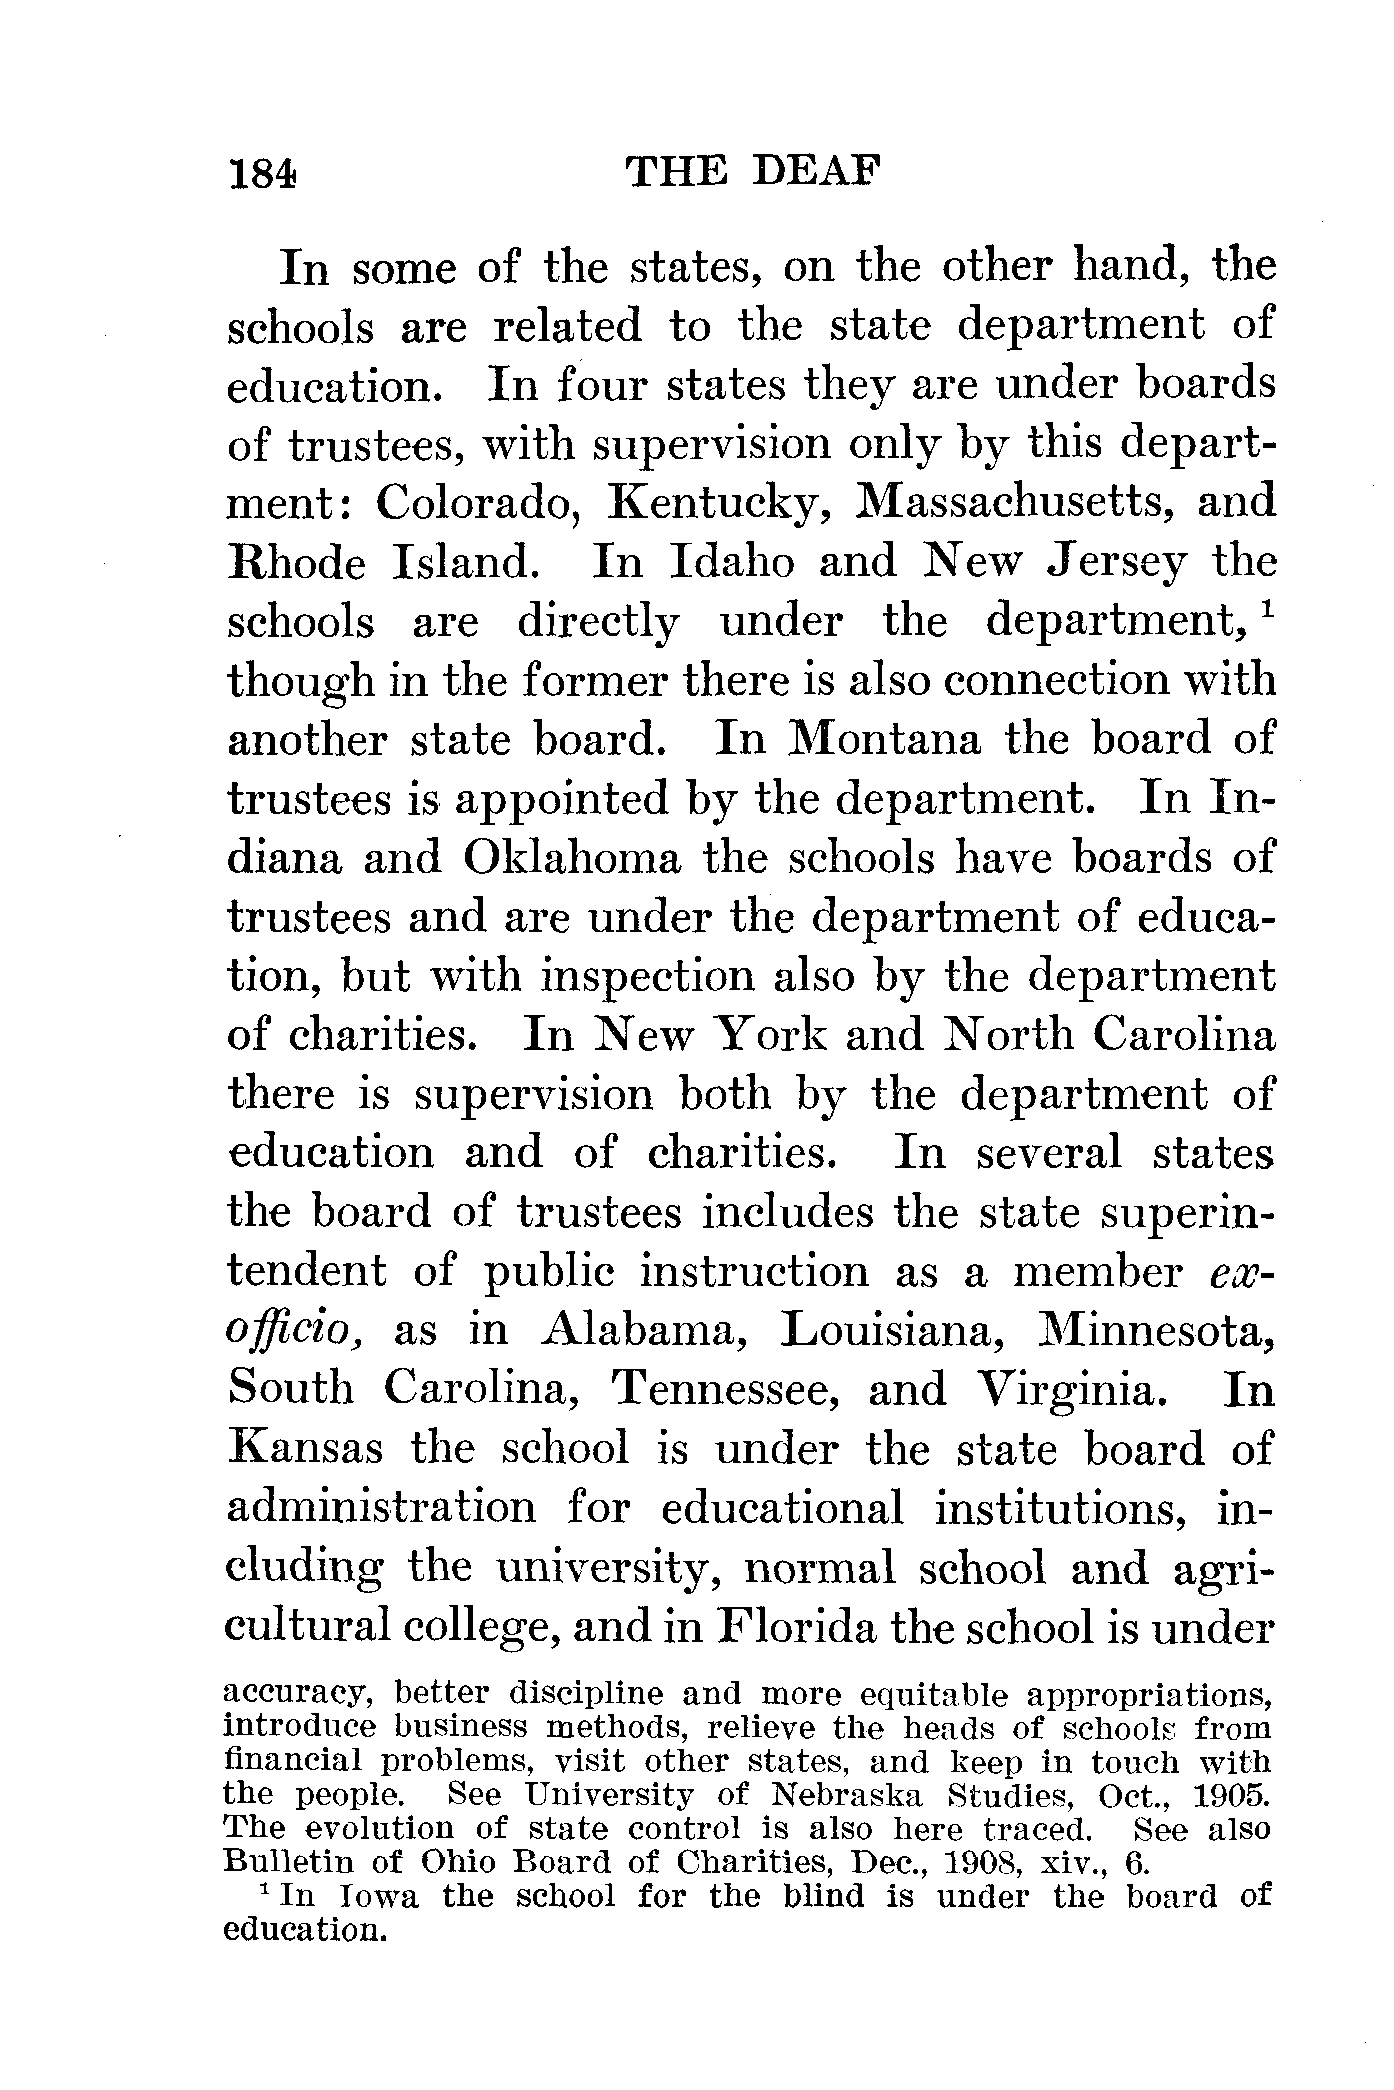 184 THE DEAF
In some of the states, on the other hand, the
schools are related to the state department of
education. In four states they are under boards
of trustees, with supervision only by this depart-
ment: Colorado, Kentucky, Massachusetts, and
Rhode Island. In Idaho and New Jersey the
schools are directly under the department,¹
though in the former there is also connection with
another state board. In Montana the board of
trustees is appointed by the department. In In-
diana and Oklahoma the schools have boards of
trustees and are under the department of educa-
tion, but with inspection also by the department
of charities. In New York and North Carolina
there is supervision both by the department of
education and of charities. In several states
the board of trustees includes the state superin-
tendent of public instruction as a member ex-
officio, as in Alabama, Louisiana, Minnesota,
South Carolina, Tennessee, and Virginia. In
Kansas the school is under the state board of
administration for educational institutions, in-
cluding the university, normal school and agri-
cultural college, and in Florida the school is under
accuracy, better discipline and more equitable appropriations,
introduce business methods, relieve the heads of schools from
financial problems, visit other states, and keep in touch with
the people. See University of Nebraska Studies, Oct., 1905.
The evolution of state control is also here traced. See also
Bulletin of Ohio Board of Charities, Dec., 1908, xiv., 6.
¹ In Iowa the school for the blind is under the board of
education.